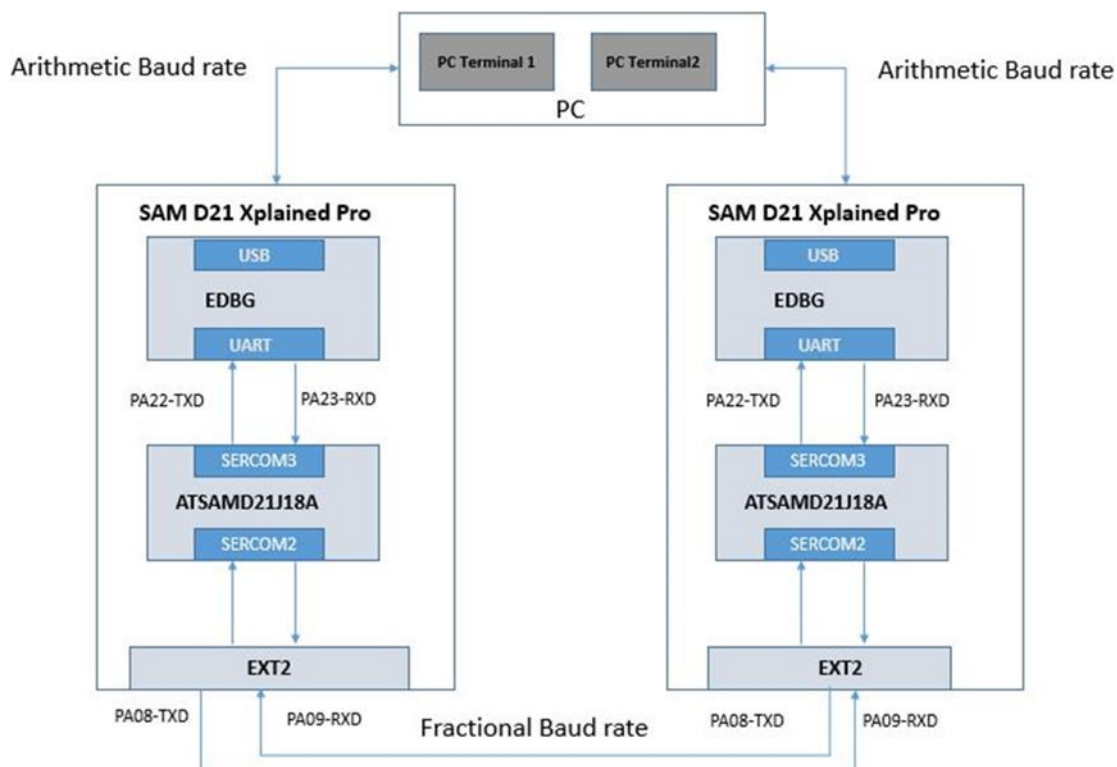 PC Terminal 1
PC Terminal2
PC
Arithmetic Baud rate
Arithmetic Baud rate
SAM D21 Xplained Pro
USB
EDBG
UART
PA22-TXD
PA23-RXD
SERCOM3
ATSAMD21J18A
SERCOM2
EXT2
PA08-TXD
PA09-RXD
SAM D21 Xplained Pro
USB
EDBG
UART
PA22-TXD
PA23-RXD
SERCOM3
ATSAMD21J18A
SERCOM2
EXT2
PA08-TXD
PA09-RXD
Fractional Baud rate